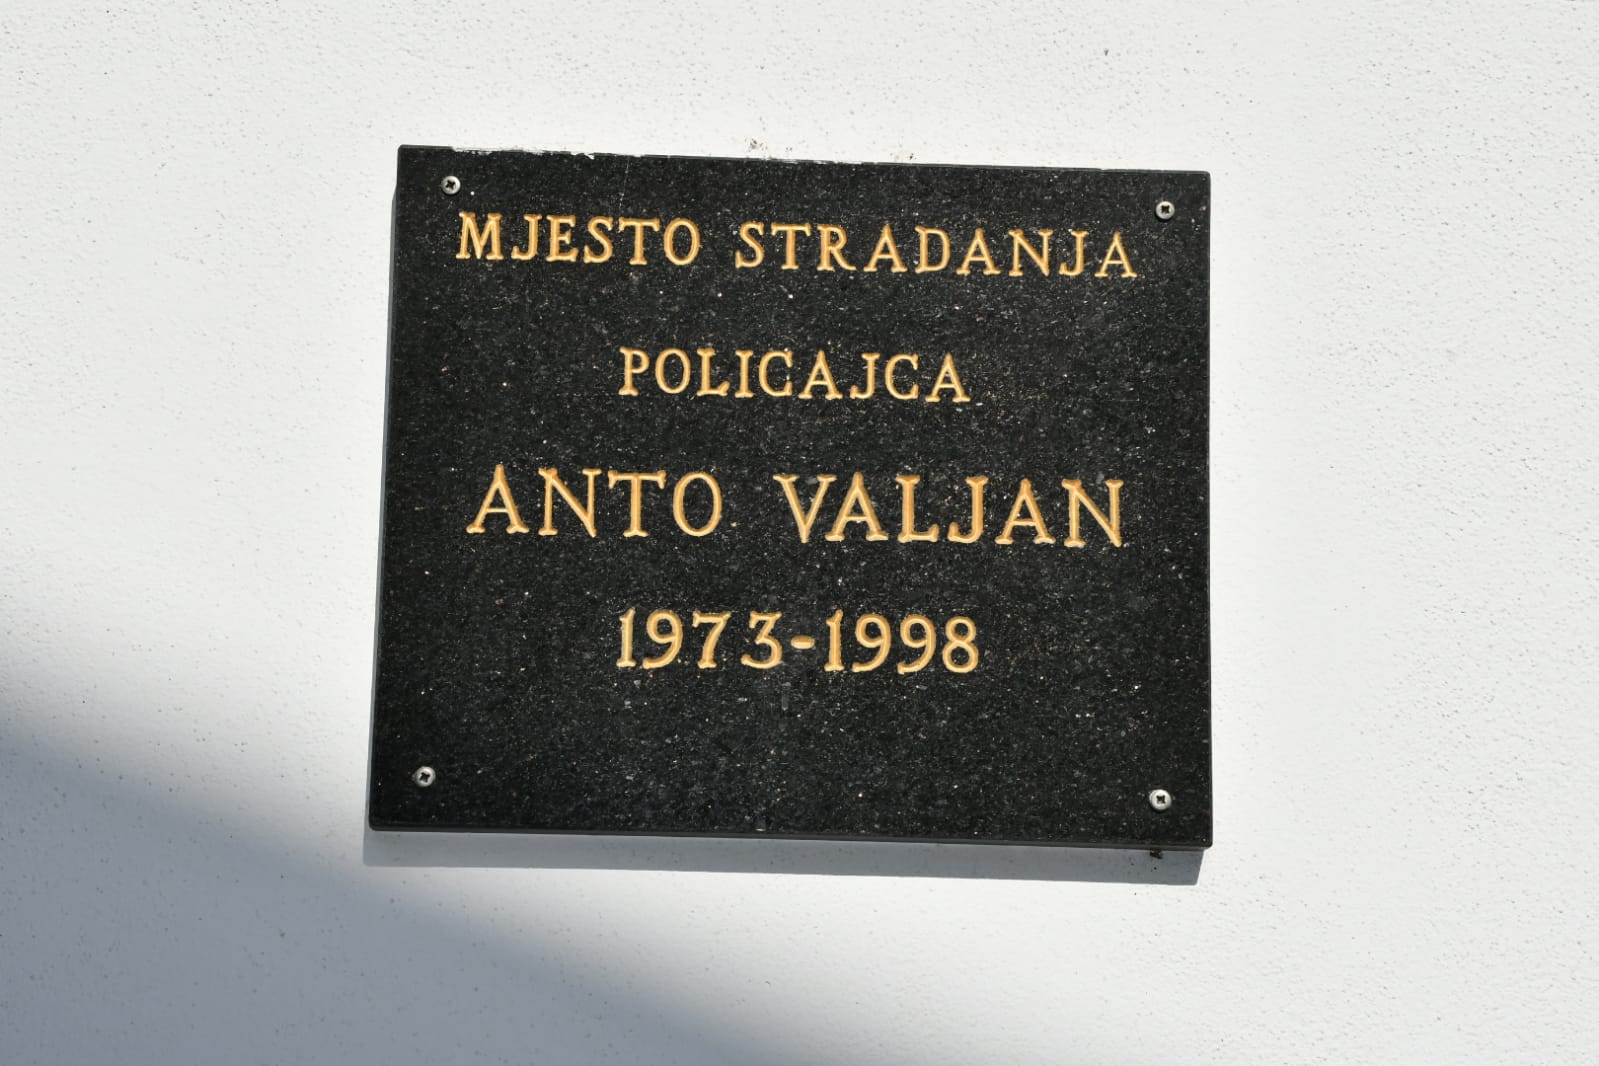 MJESTO STRADANJA
POLICAJCA
ANTO VALJAN
1973-1998